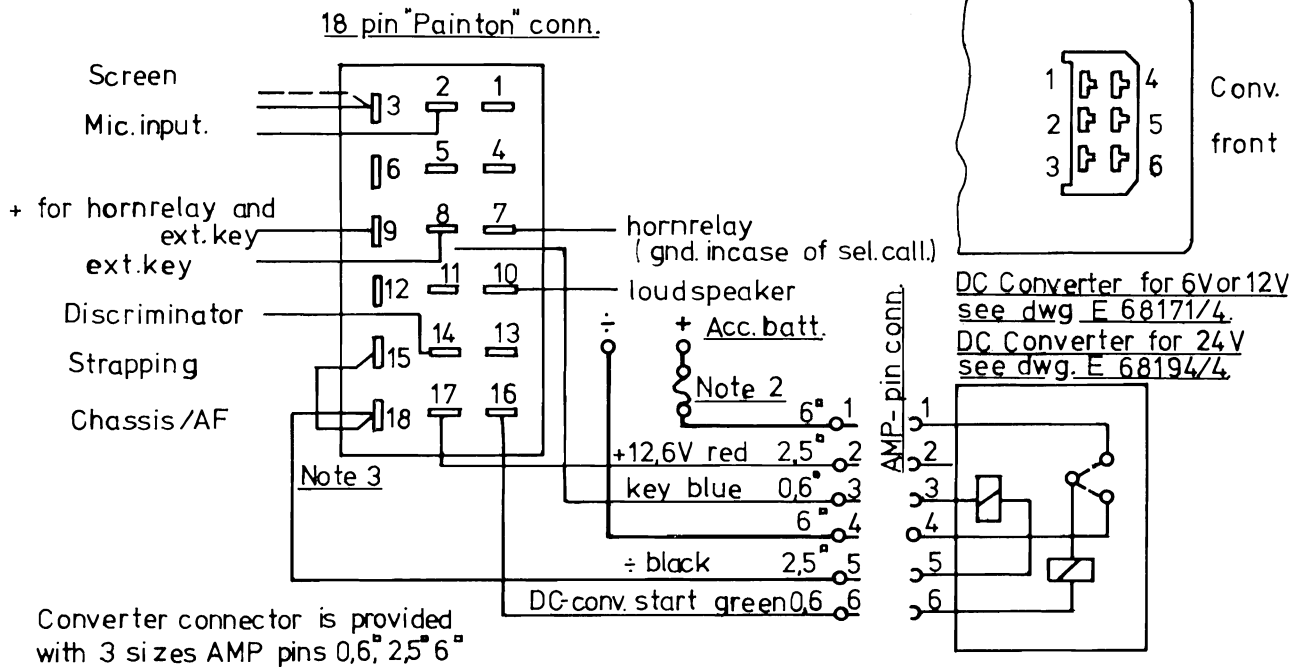 18 pin "Painton" conn.
Screen
Mic. input.
+ for hornrelay and
ext. key
ext. key
Discriminator
Strapping
Chassis/AF
3 2 1
6 5 4
9 8 7
12 11 10
15 14 13
18 17 16
Note 3
hornrelay
(gnd. incase of sel. call.)
loudspeaker
÷ + Acc. batt.
Note 2
6▫ 1
+12,6V red 2,5▫ 2
key blue 0,6▫ 3
6▫ 4
÷ black 2,5▫ 5
DC-conv. start green 0,6 6
AMP-pin conn.
1
2
3
4
5
6
1 4
2 5
3 6
Conv.
front
DC Converter for 6V or 12V
see dwg E 68171/4.
DC Converter for 24V
see dwg. E 68194/4
Converter connector is provided
with 3 sizes AMP pins 0,6▫, 2,5▫ 6▫